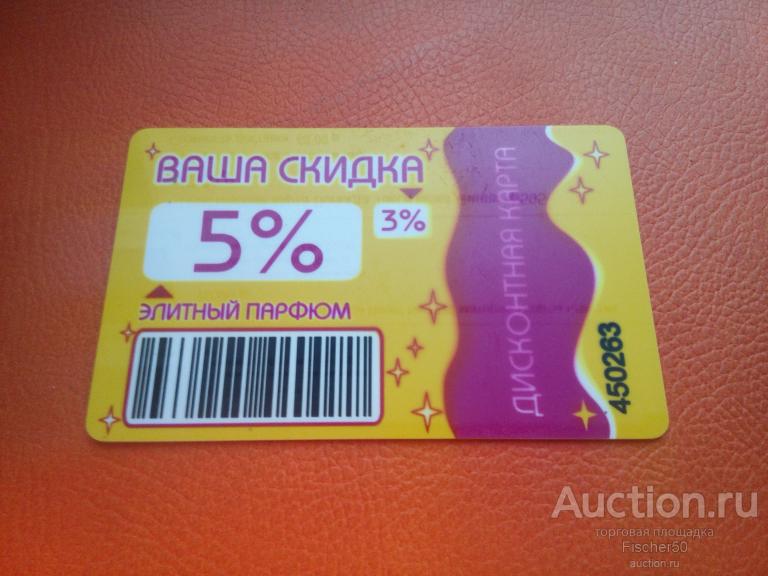 ВАША СКИДКА
5%
3%
ЭЛИТНЫЙ ПАРФЮМ
ДИСКОНТНАЯ КАРТА
450263
Auction.ru
торговая площадка
Fischer50
auction.ru